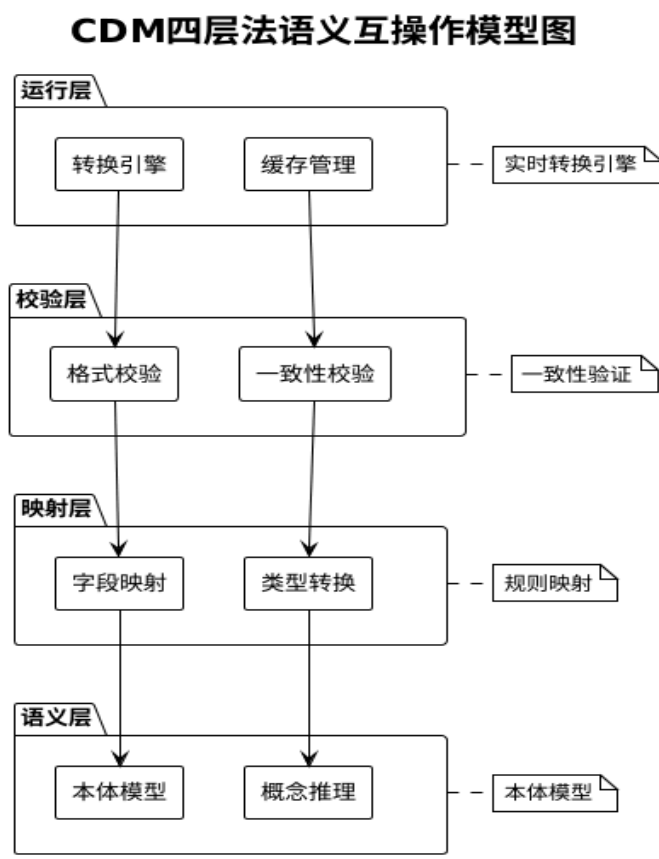 CDM四层法语义互操作模型图
运行层
转换引擎
缓存管理
实时转换引擎
校验层
格式校验
一致性校验
一致性验证
映射层
字段映射
类型转换
规则映射
语义层
本体模型
概念推理
本体模型